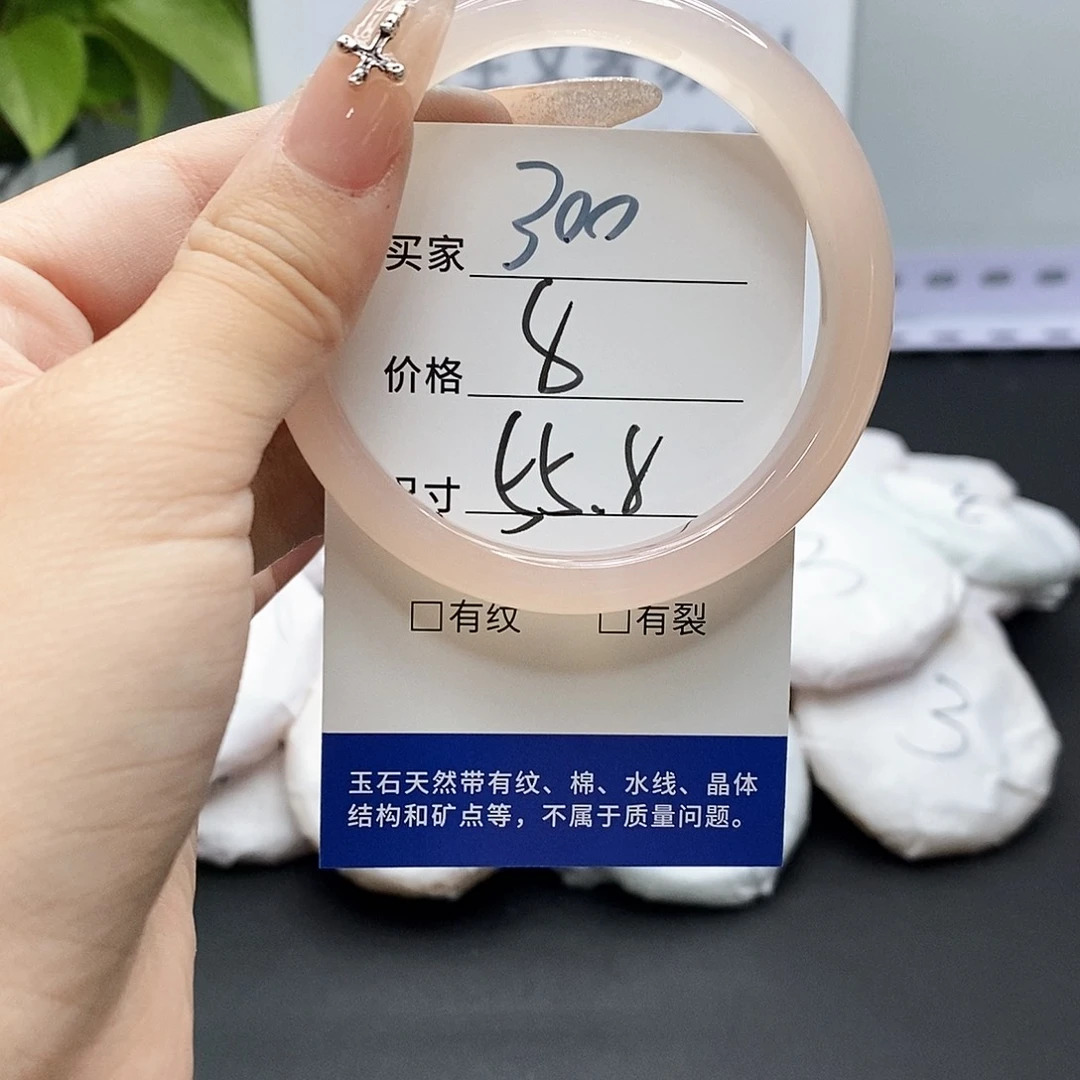 买家 300
价格 8
尺寸 55.8
□有纹 □有裂
玉石天然带有纹、棉、水线、晶体
结构和矿点等，不属于质量问题。
3